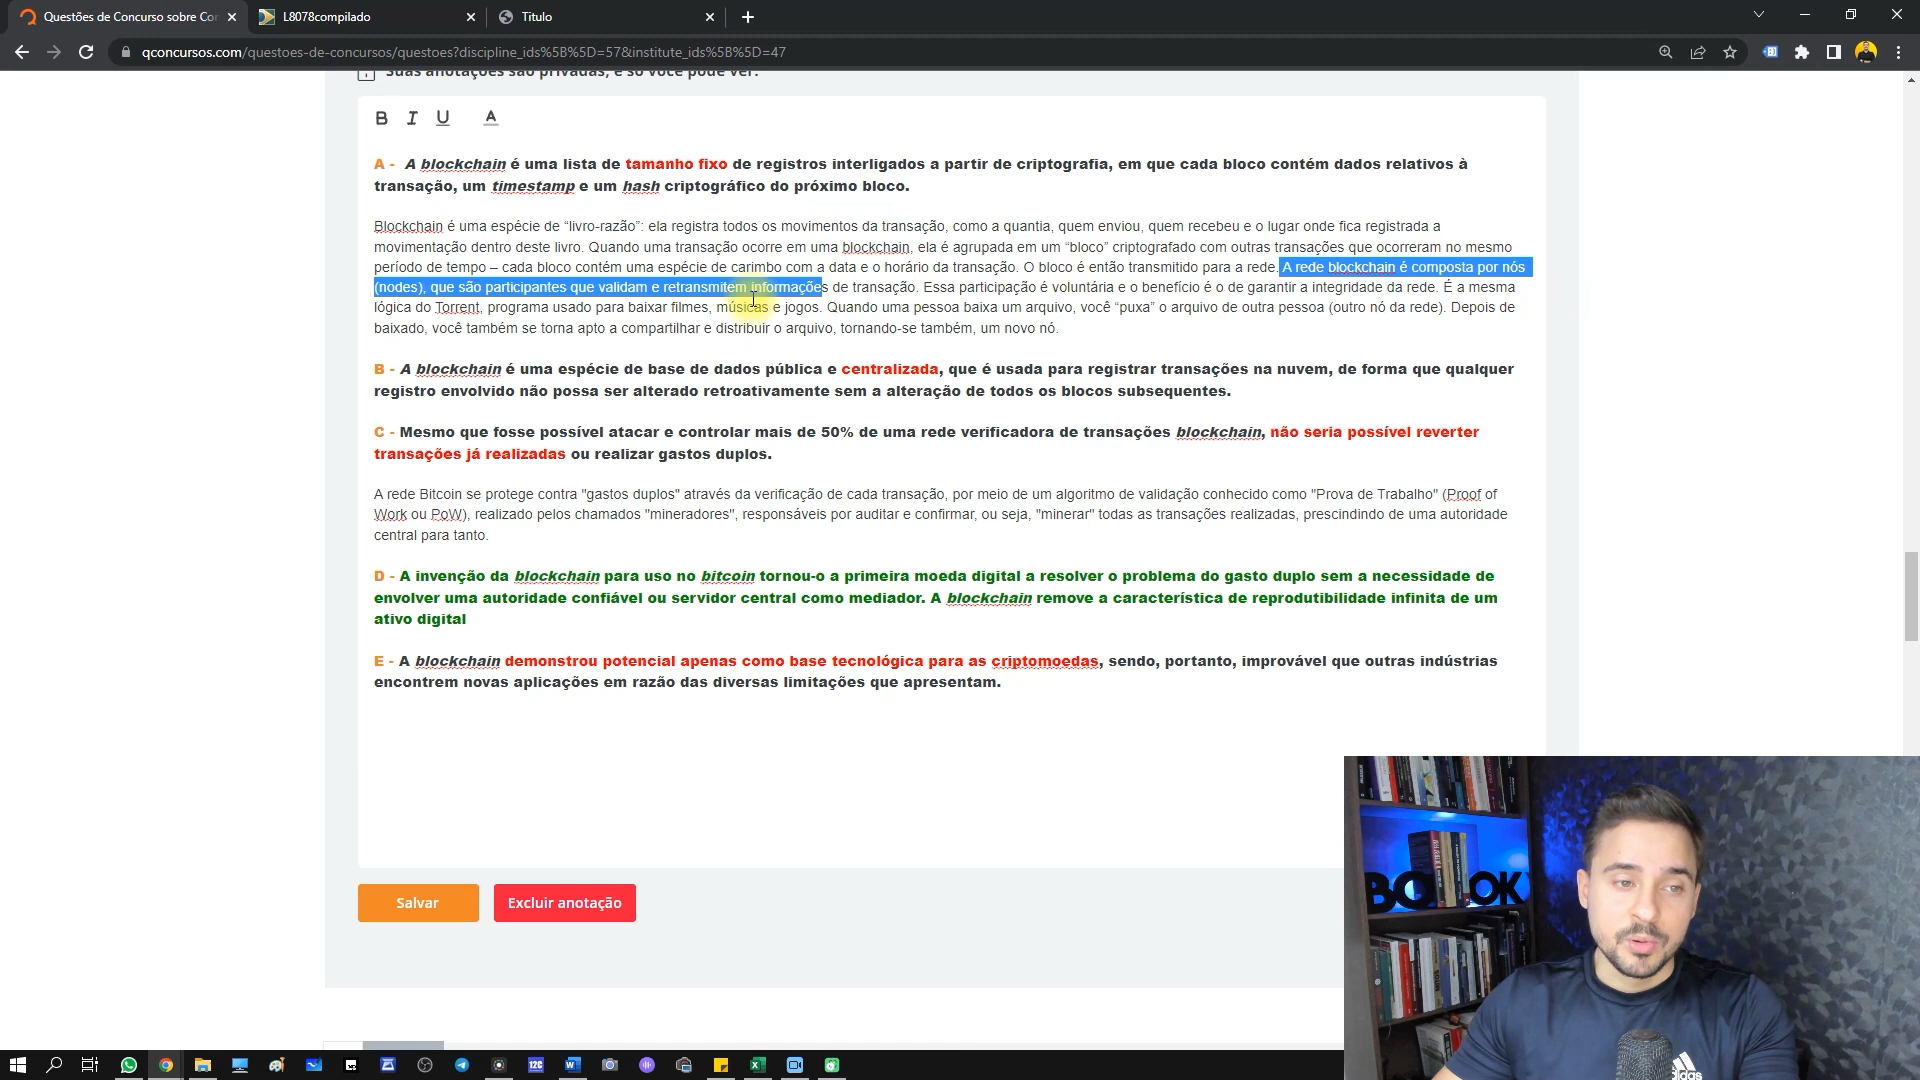 Questões de Concurso sobre Co
L8078compilado
Titulo
qconcursos.com/questoes-de-concursos/questoes?discipline_ids%5B%5D=57&institute_ids%5B%5D=47
Suas anotações são privadas, e só você pode ver.
B I U A
A - A blockchain é uma lista de tamanho fixo de registros interligados a partir de criptografia, em que cada bloco contém dados relativos à
transação, um timestamp e um hash criptográfico do próximo bloco.
Blockchain é uma espécie de “livro-razão”: ela registra todos os movimentos da transação, como a quantia, quem enviou, quem recebeu e o lugar onde fica registrada a
movimentação dentro deste livro. Quando uma transação ocorre em uma blockchain, ela é agrupada em um “bloco” criptografado com outras transações que ocorreram no mesmo
período de tempo – cada bloco contém uma espécie de carimbo com a data e o horário da transação. O bloco é então transmitido para a rede. A rede blockchain é composta por nós
(nodes), que são participantes que validam e retransmitem informações de transação. Essa participação é voluntária e o benefício é o de garantir a integridade da rede. É a mesma
lógica do Torrent, programa usado para baixar filmes, músicas e jogos. Quando uma pessoa baixa um arquivo, você “puxa” o arquivo de outra pessoa (outro nó da rede). Depois de
baixado, você também se torna apto a compartilhar e distribuir o arquivo, tornando-se também, um novo nó.
B - A blockchain é uma espécie de base de dados pública e centralizada, que é usada para registrar transações na nuvem, de forma que qualquer
registro envolvido não possa ser alterado retroativamente sem a alteração de todos os blocos subsequentes.
C - Mesmo que fosse possível atacar e controlar mais de 50% de uma rede verificadora de transações blockchain, não seria possível reverter
transações já realizadas ou realizar gastos duplos.
A rede Bitcoin se protege contra "gastos duplos" através da verificação de cada transação, por meio de um algoritmo de validação conhecido como "Prova de Trabalho" (Proof of
Work ou PoW), realizado pelos chamados "mineradores", responsáveis por auditar e confirmar, ou seja, "minerar" todas as transações realizadas, prescindindo de uma autoridade
central para tanto.
D - A invenção da blockchain para uso no bitcoin tornou-o a primeira moeda digital a resolver o problema do gasto duplo sem a necessidade de
envolver uma autoridade confiável ou servidor central como mediador. A blockchain remove a característica de reprodutibilidade infinita de um
ativo digital
E - A blockchain demonstrou potencial apenas como base tecnológica para as criptomoedas, sendo, portanto, improvável que outras indústrias
encontrem novas aplicações em razão das diversas limitações que apresentam.
Salvar
Excluir anotação
BOOK
adidas
12C